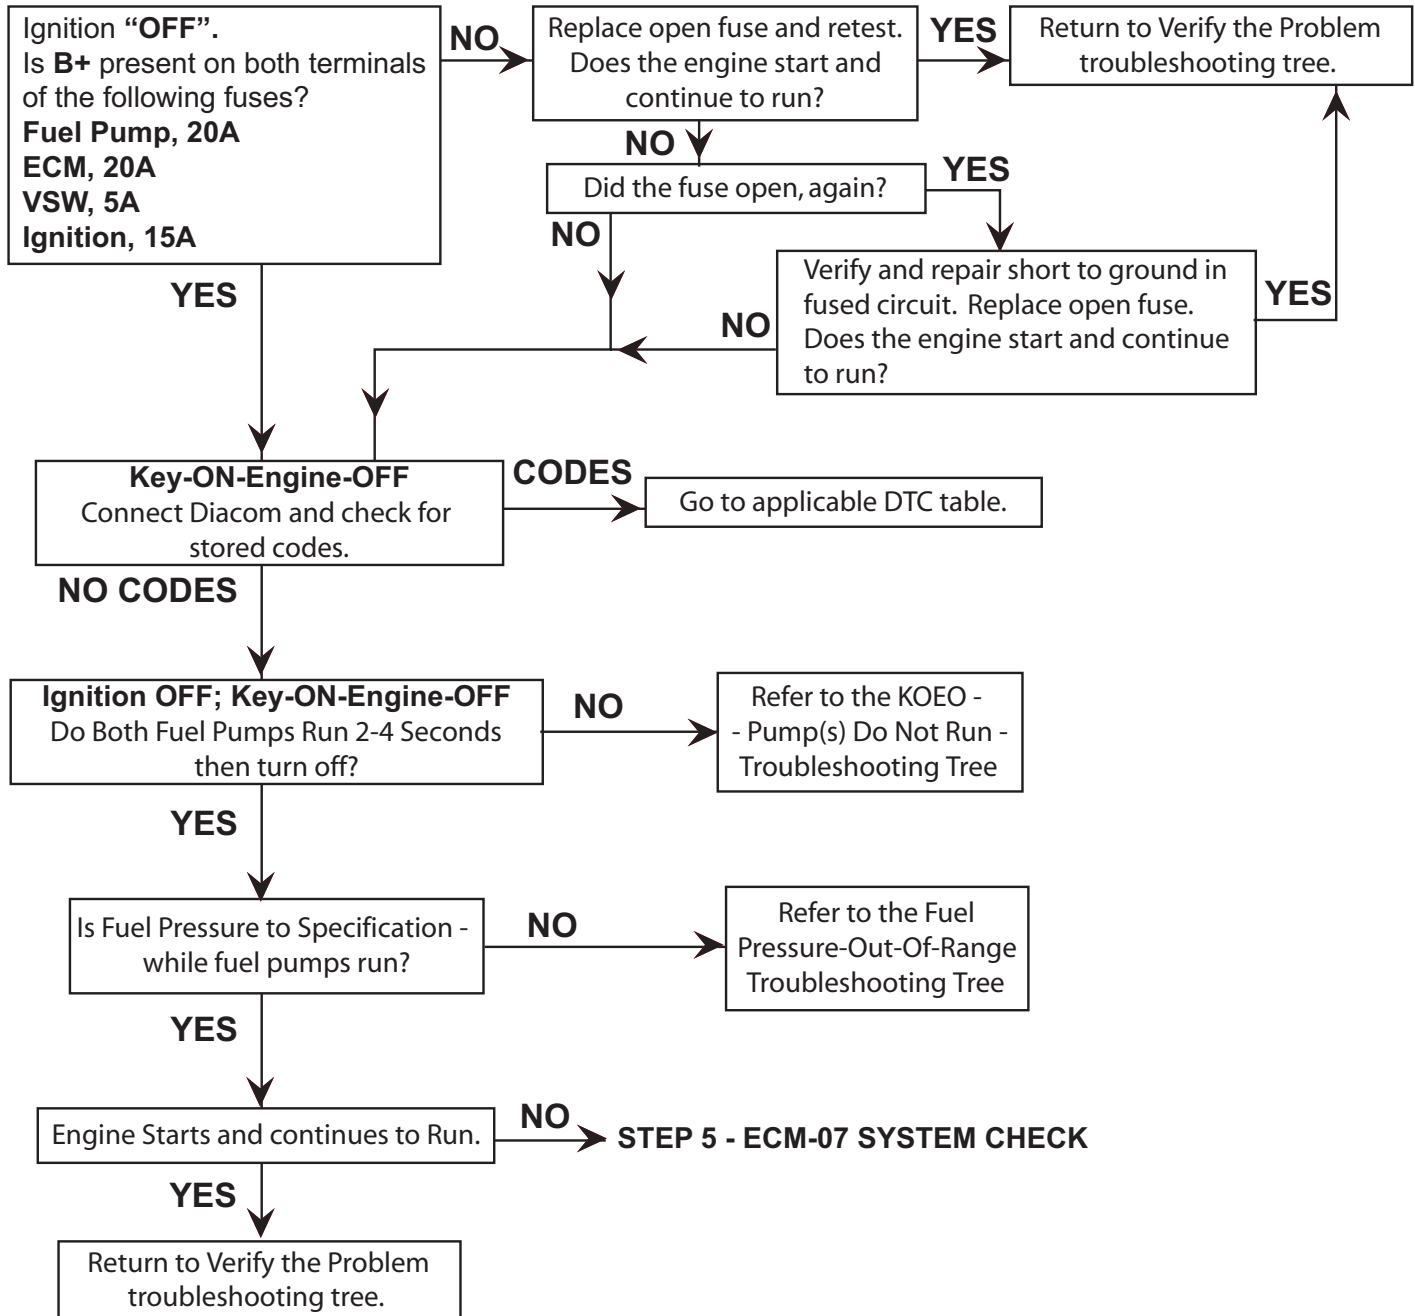 Ignition “OFF”.
Is B+ present on both terminals
of the following fuses?
Fuel Pump, 20A
ECM, 20A
VSW, 5A
Ignition, 15A
NO
Replace open fuse and retest.
Does the engine start and
continue to run?
YES
Return to Verify the Problem
troubleshooting tree.
NO
Did the fuse open, again?
YES
NO
Verify and repair short to ground in
fused circuit. Replace open fuse.
Does the engine start and continue
to run?
YES
NO
YES
Key-ON-Engine-OFF
Connect Diacom and check for
stored codes.
CODES
Go to applicable DTC table.
NO CODES
Ignition OFF; Key-ON-Engine-OFF
Do Both Fuel Pumps Run 2-4 Seconds
then turn off?
NO
Refer to the KOEO -
- Pump(s) Do Not Run -
Troubleshooting Tree
YES
Is Fuel Pressure to Specification -
while fuel pumps run?
NO
Refer to the Fuel
Pressure-Out-Of-Range
Troubleshooting Tree
YES
Engine Starts and continues to Run.
NO
STEP 5 - ECM-07 SYSTEM CHECK
YES
Return to Verify the Problem
troubleshooting tree.